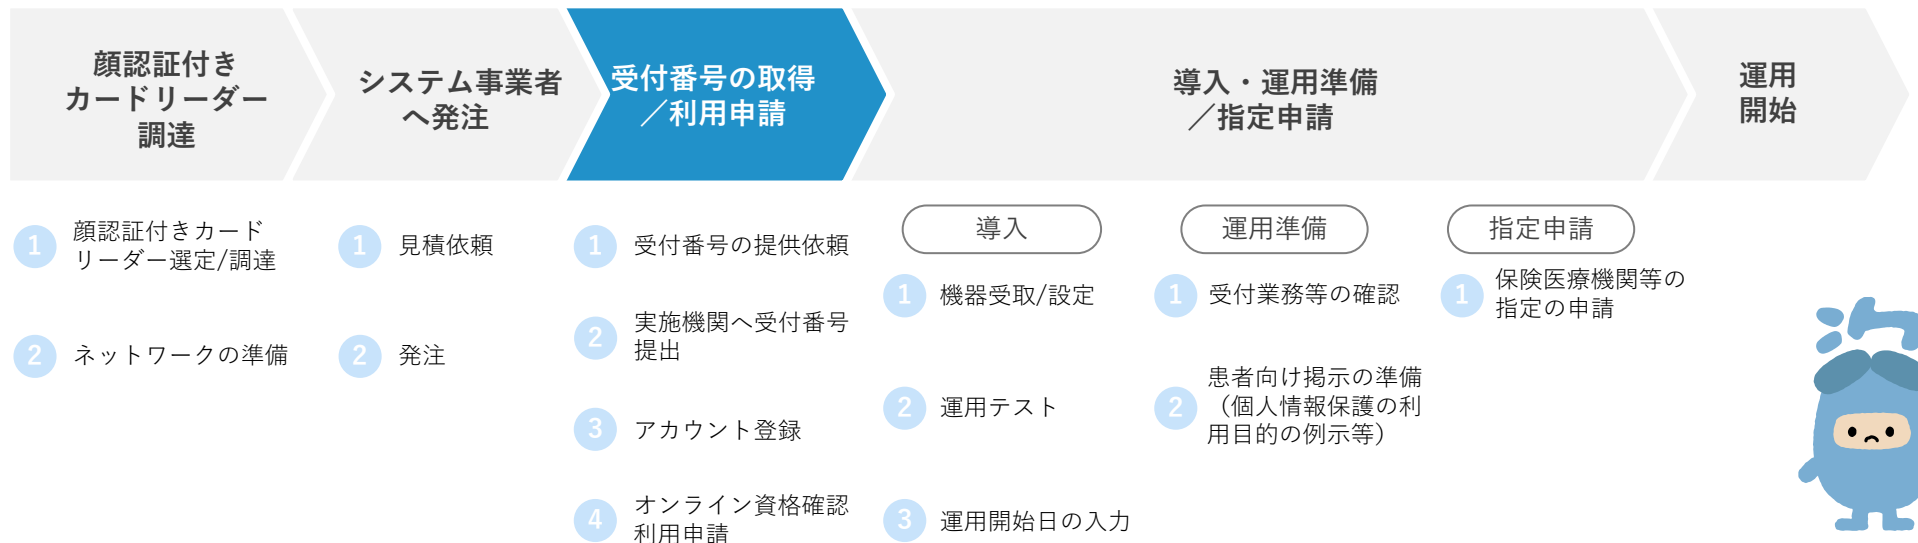 顔認証付き
カードリーダー
調達
システム事業者
へ発注
受付番号の取得
／利用申請
導入・運用準備
／指定申請
運用
開始
1 顔認証付きカード
リーダー選定/調達
2 ネットワークの準備
1 見積依頼
2 発注
1 受付番号の提供依頼
2 実施機関へ受付番号
提出
3 アカウント登録
4 オンライン資格確認
利用申請
導入
1 機器受取/設定
2 運用テスト
3 運用開始日の入力
運用準備
1 受付業務等の確認
2 患者向け掲示の準備
（個人情報保護の利
用目的の例示等）
指定申請
1 保険医療機関等の
指定の申請